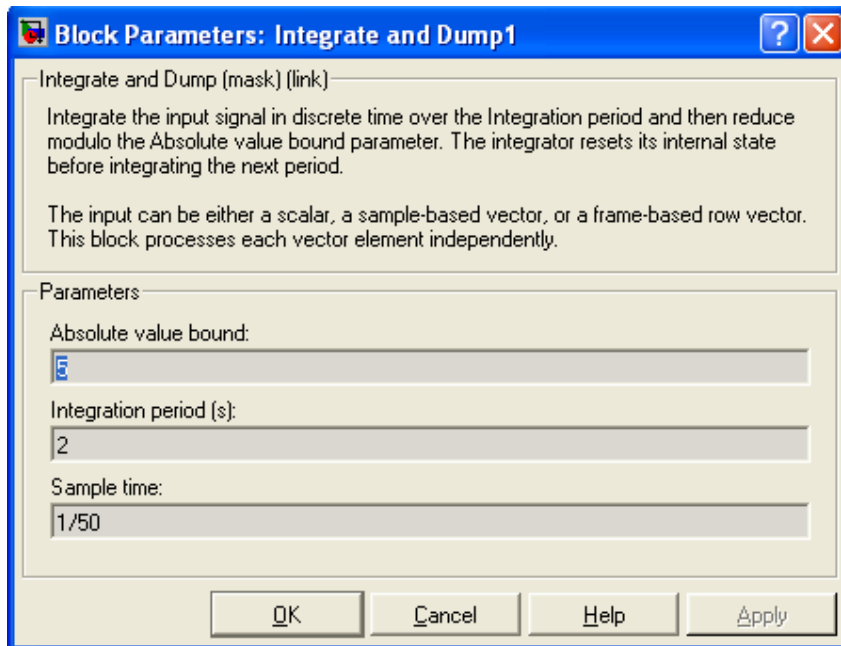 Block Parameters: Integrate and Dump1
Integrate and Dump (mask) (link)
Integrate the input signal in discrete time over the Integration period and then reduce
modulo the Absolute value bound parameter. The integrator resets its internal state
before integrating the next period.
The input can be either a scalar, a sample-based vector, or a frame-based row vector.
This block processes each vector element independently.
Parameters
Absolute value bound:
5
Integration period (s):
2
Sample time:
1/50
OK Cancel Help Apply